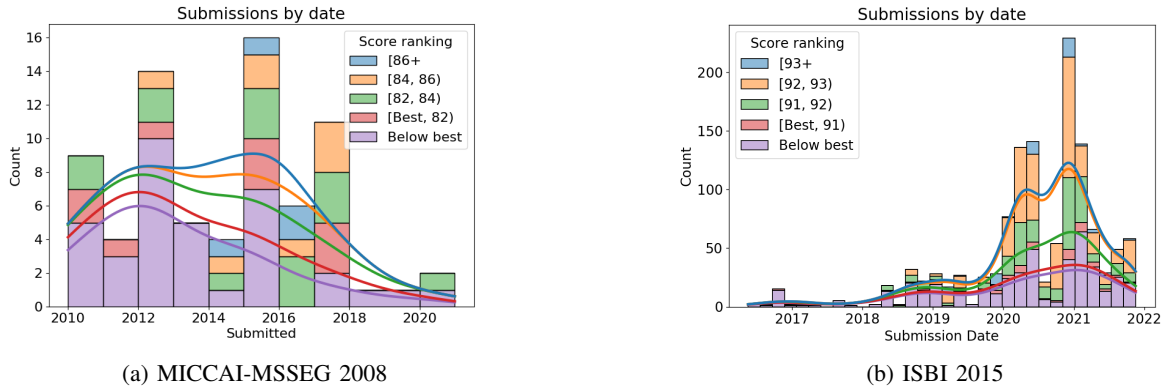 Submissions by date
16
14
12
10
8
6
4
2
0
Count
2010 2012 2014 2016 2018 2020
Submitted
Score ranking
[86+
[84, 86)
[82, 84)
[Best, 82)
Below best
(a) MICCAI-MSSEG 2008
Submissions by date
200
150
100
50
0
Count
2017 2018 2019 2020 2021 2022
Submission Date
Score ranking
[93+
[92, 93)
[91, 92)
[Best, 91)
Below best
(b) ISBI 2015